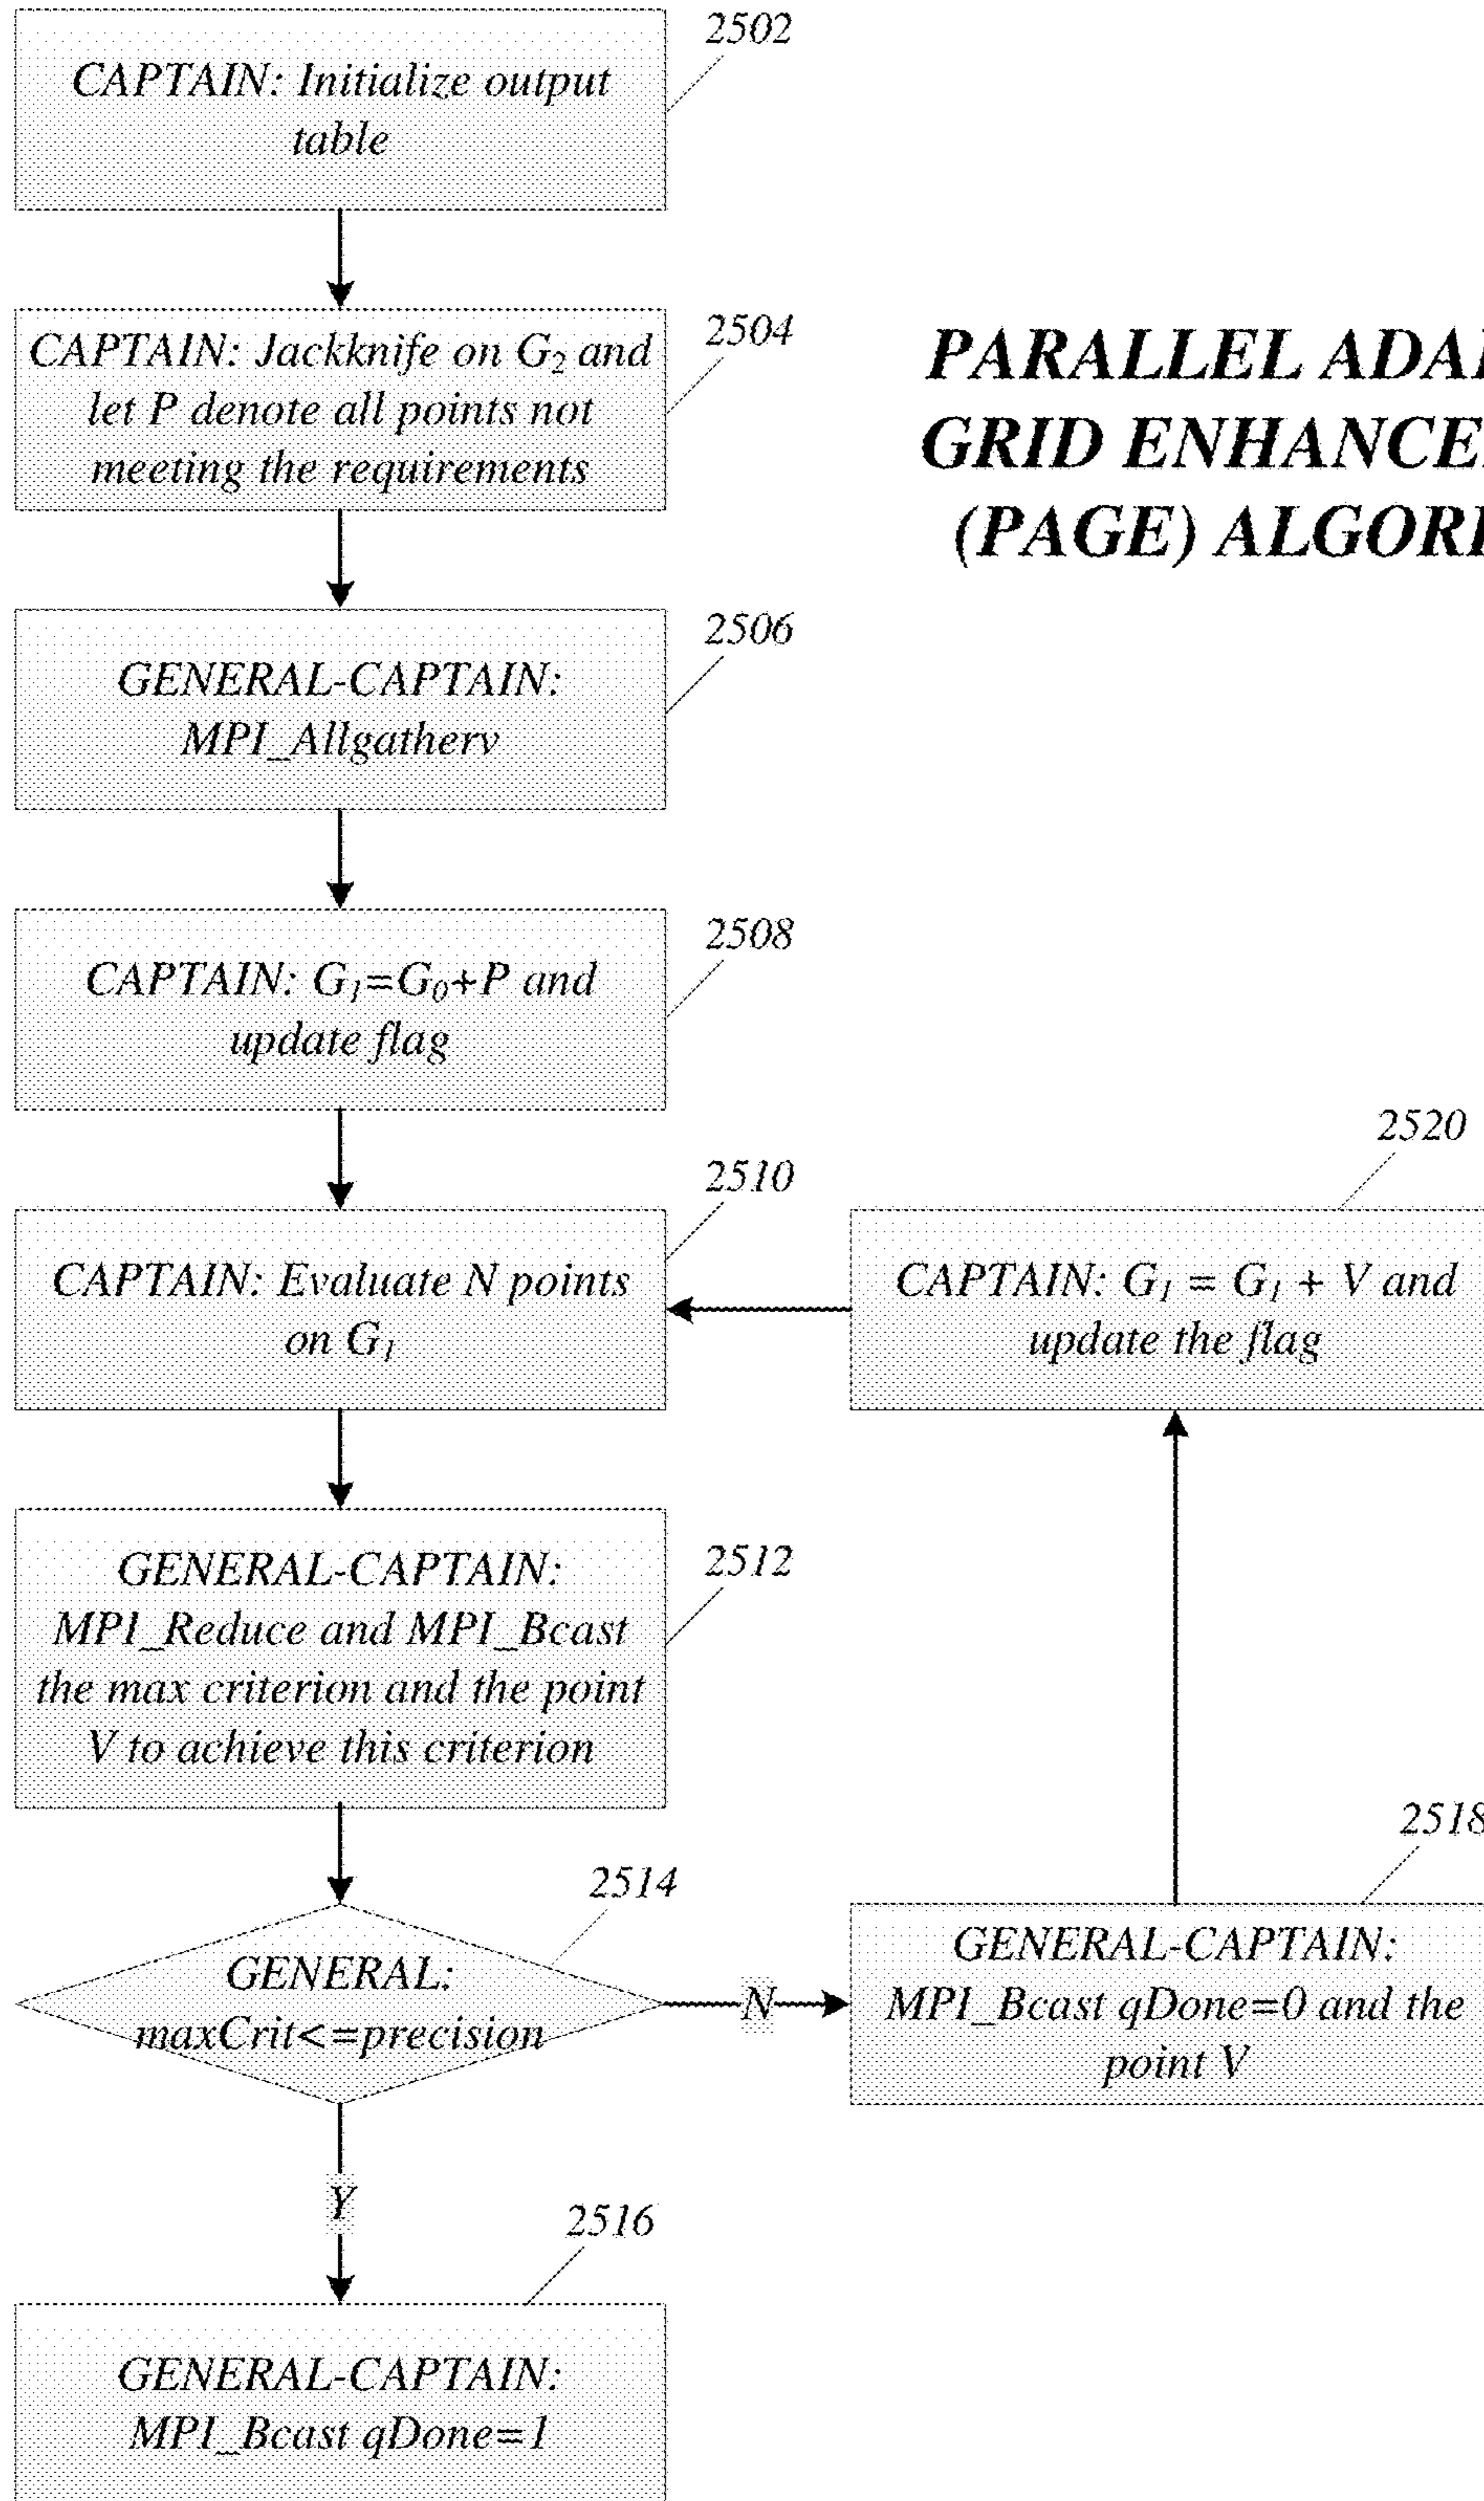 2502
CAPTAIN: Initialize output
table
2504
CAPTAIN: Jackknife on G₂ and
let P denote all points not
meeting the requirements
PARALLEL
GRID
(PAGE)
2506
GENERAL-CAPTAIN:
MPI_Allgatherv
2508
CAPTAIN: G₁=G₀+P and
update flag
2510
CAPTAIN: Evaluate N points
on G₁
2520
CAPTAIN: G₁ = G₁ + V and
update the flag
2512
GENERAL-CAPTAIN:
MPI_Reduce and MPI_Bcast
the max criterion and the point
V to achieve this criterion
2514
GENERAL:
maxCrit<=precision
N
2518
GENERAL-CAPTAIN:
MPI_Bcast qDone=0 and the
point V
Y
2516
GENERAL-CAPTAIN:
MPI_Bcast qDone=1